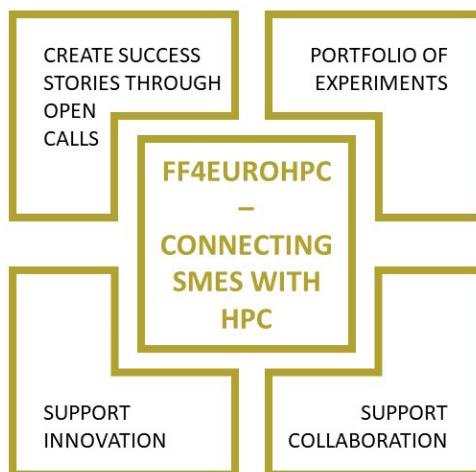 CREATE SUCCESS
STORIES THROUGH
OPEN
CALLS
PORTFOLIO OF
EXPERIMENTS
FF4EUROHPC
–
CONNECTING
SMES WITH
HPC
SUPPORT
INNOVATION
SUPPORT
COLLABORATION